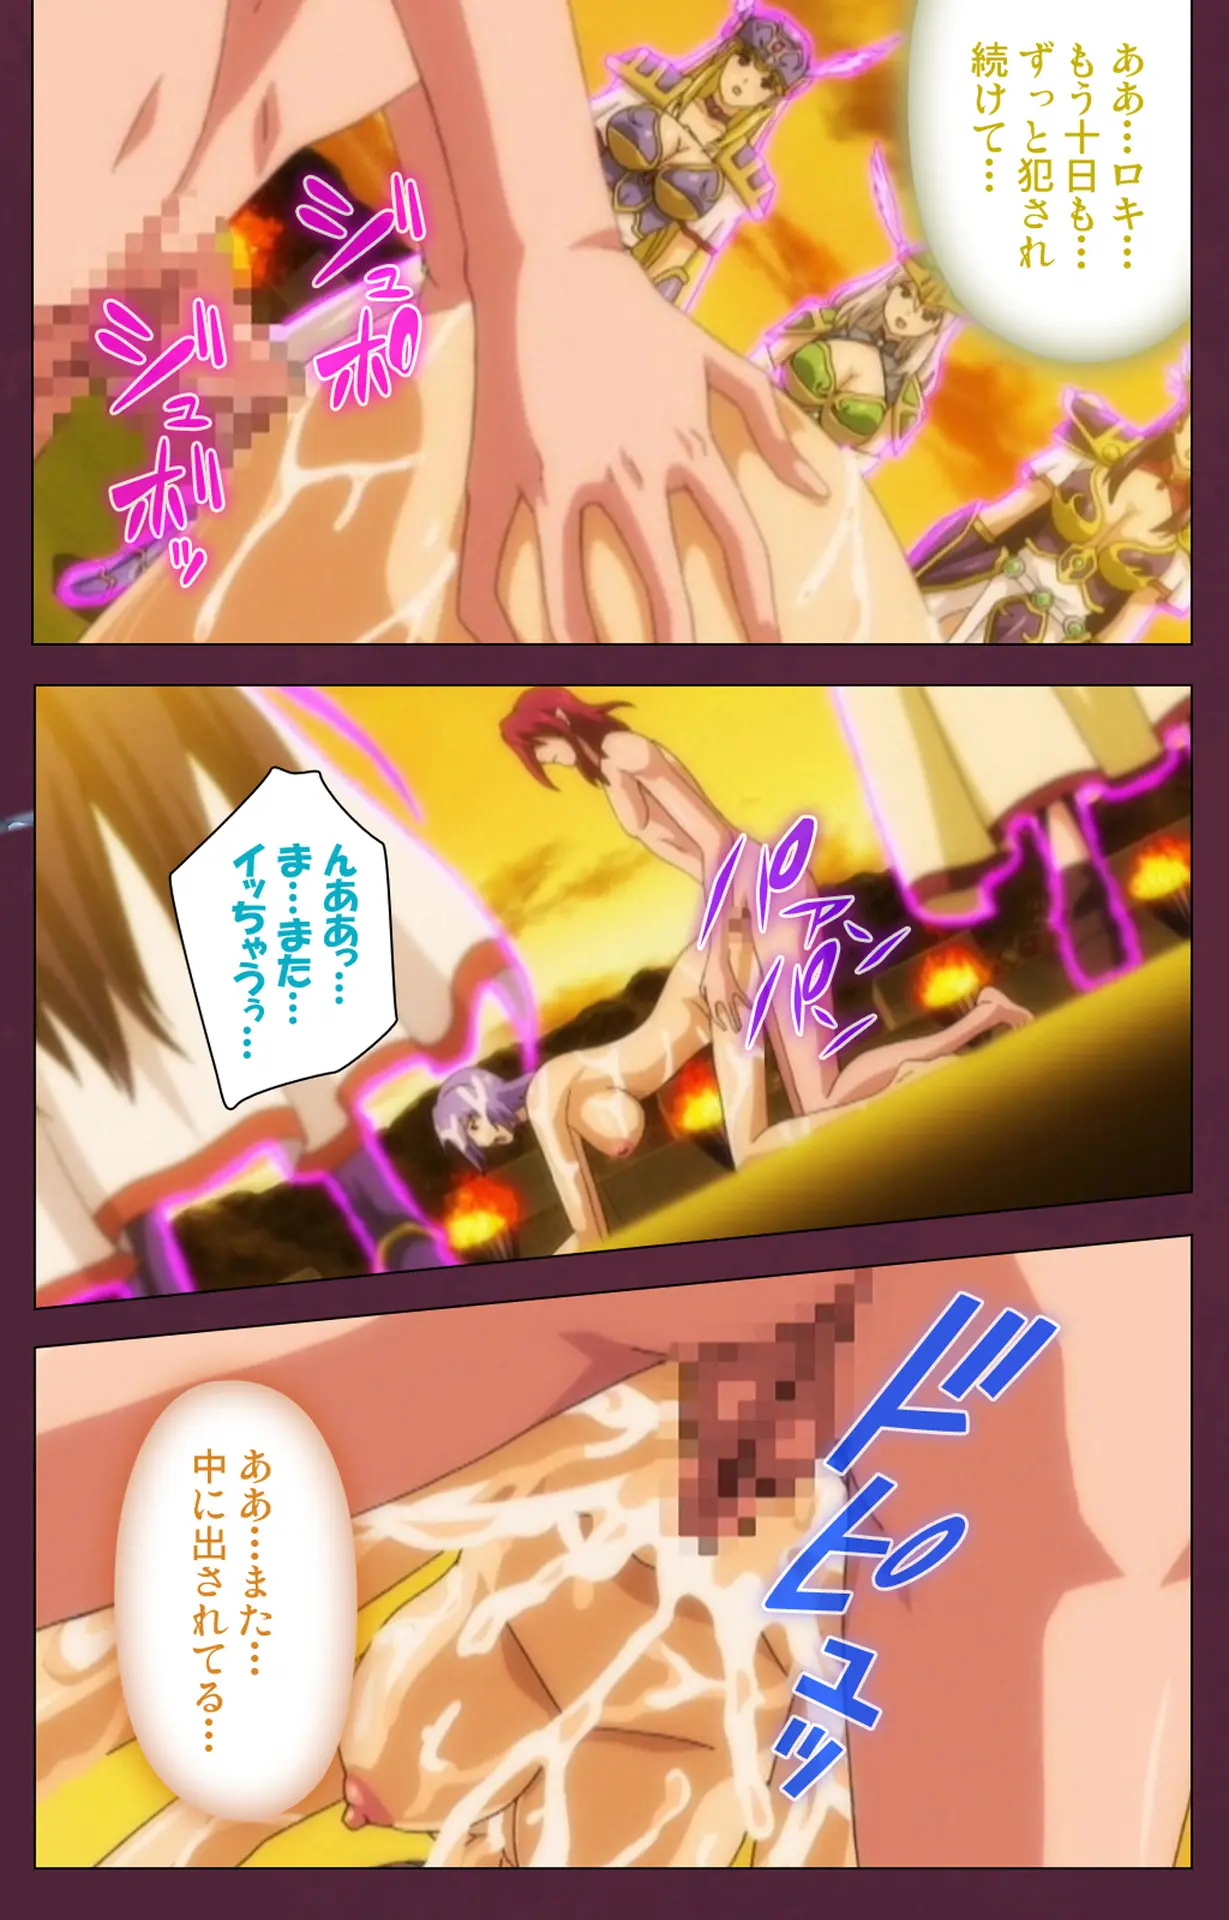 ああ…ロキ…
もう十日も…
ずっと犯され
続けて…
ジュポ
ジュボッ
んああっ…
ま…また…
イッちゃうぅ…
パァン
パン
ああ…また…
中に出されてる…
ドピュッ